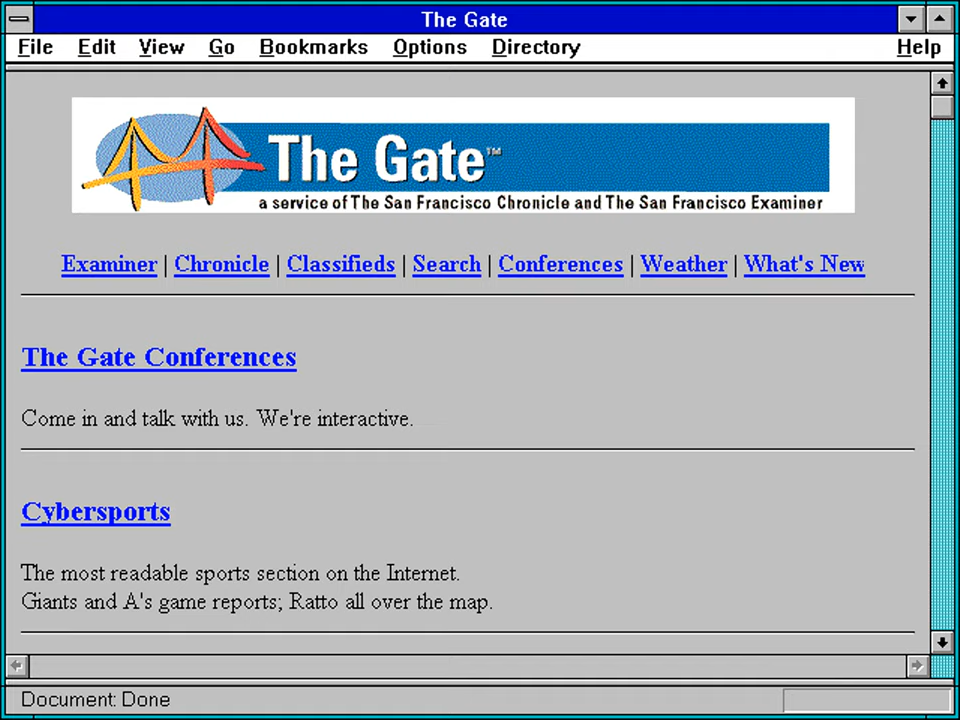 The Gate
File Edit View Go Bookmarks Options Directory Help
The Gate™
a service of The San Francisco Chronicle and The San Francisco Examiner
Examiner | Chronicle | Classifieds | Search | Conferences | Weather | What's New
The Gate Conferences
Come in and talk with us. We're interactive.
Cybersports
The most readable sports section on the Internet.
Giants and A's game reports; Ratto all over the map.
Document: Done